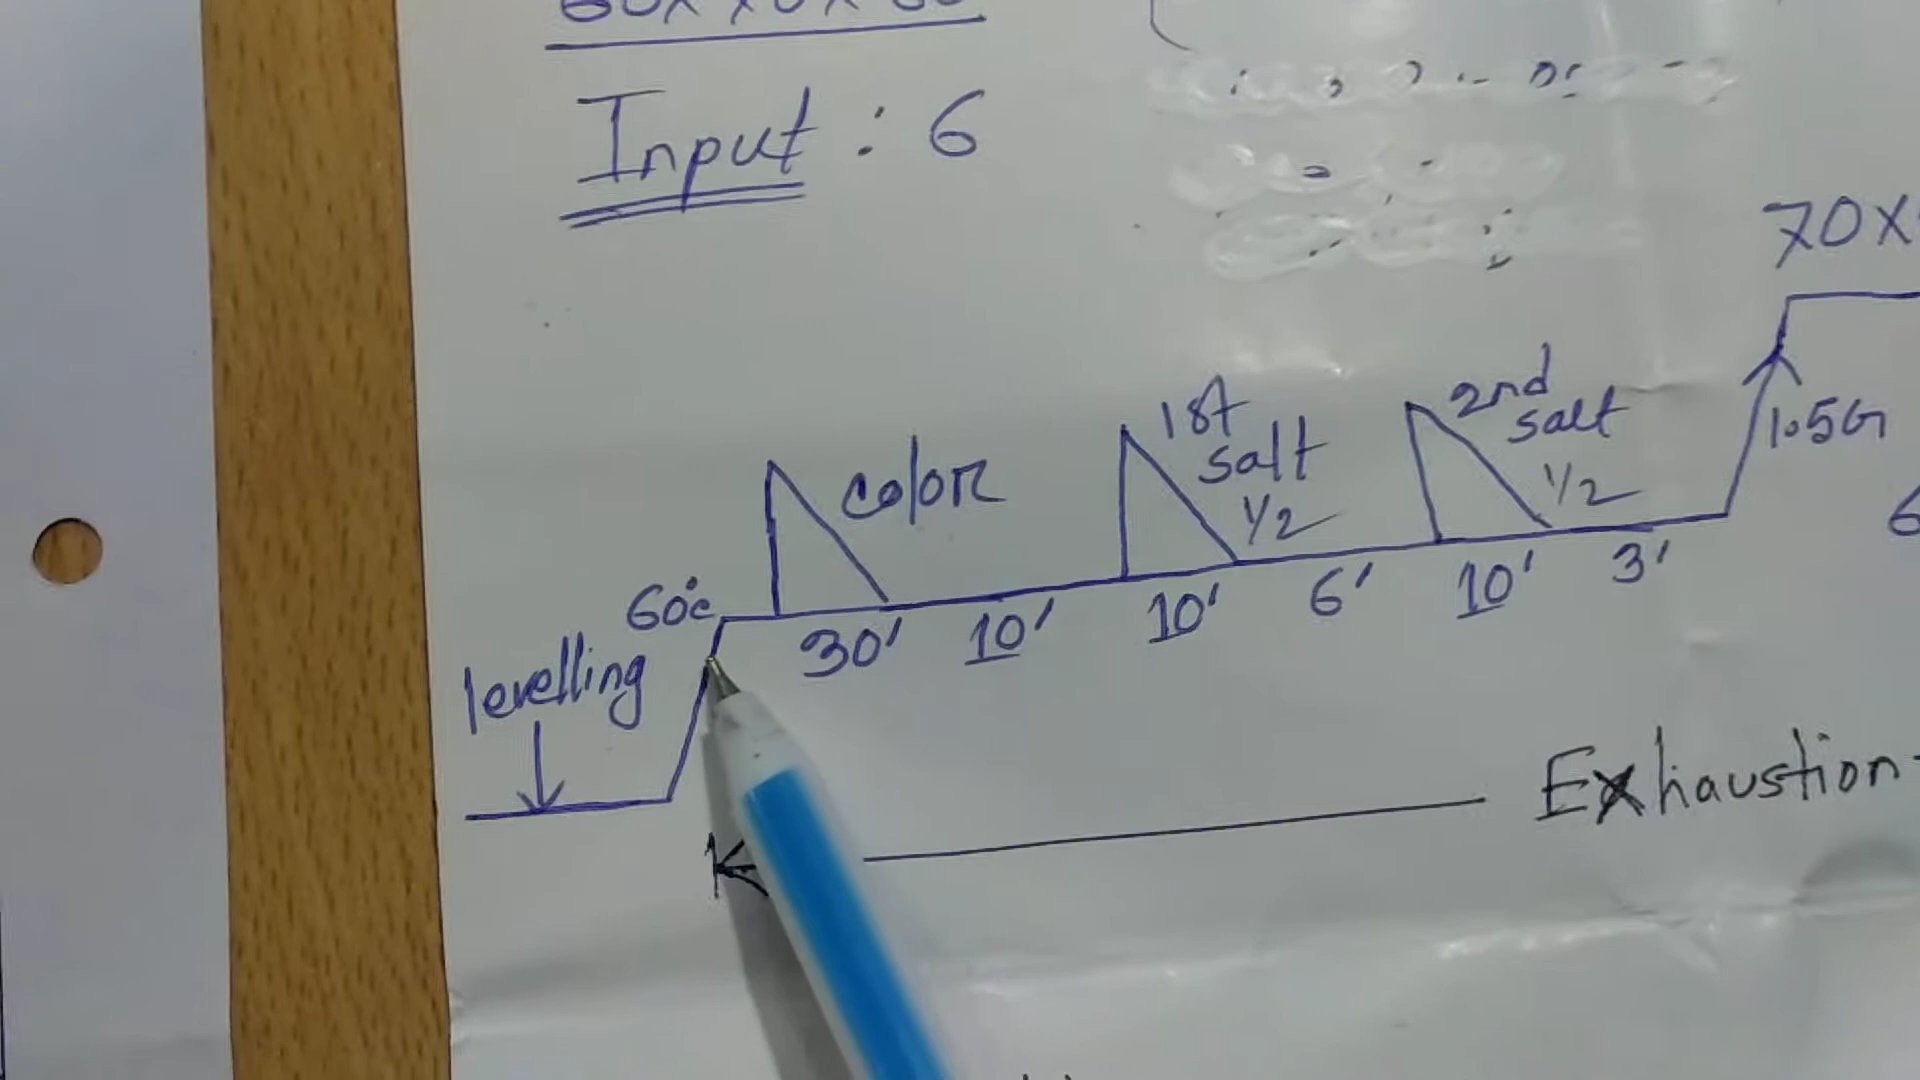 Input : 6
70X
1st
salt
1/2
2nd
salt
1/2
1.5G
color
60°c
levelling
30' 10' 10' 6' 10' 3'
Exhaustion